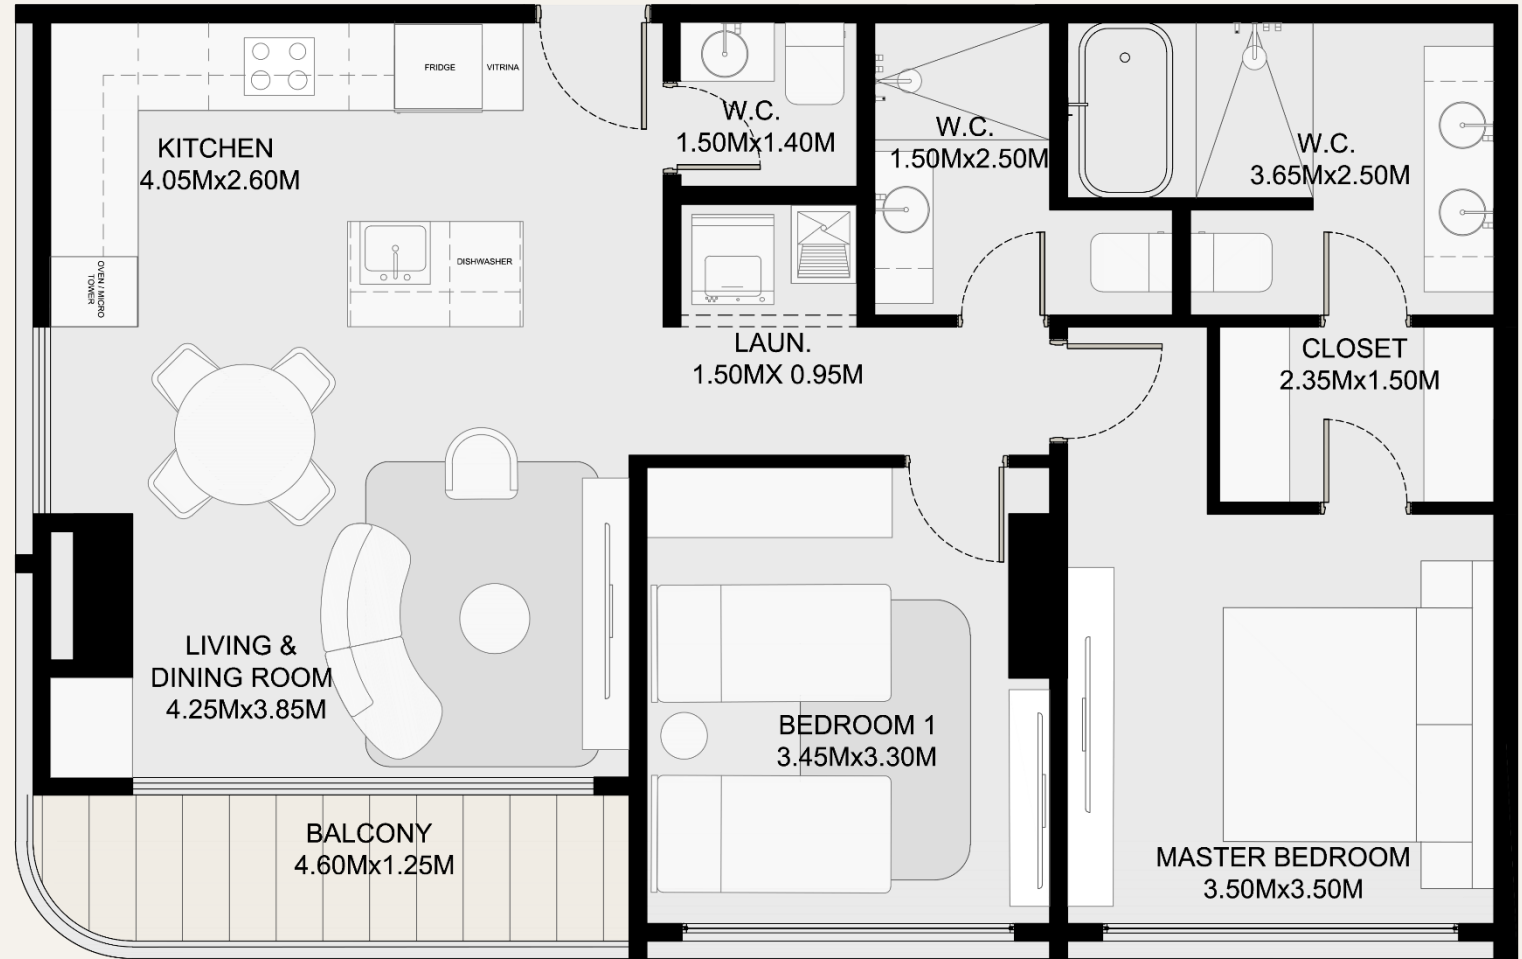 FRIDGE
VITRINA
W.C.
1.50Mx1.40M
W.C.
1.50Mx2.50M
W.C.
3.65Mx2.50M
KITCHEN
4.05Mx2.60M
DISHWASHER
OVEN / MICRO
TOWER
LAUN.
1.50MX 0.95M
CLOSET
2.35Mx1.50M
LIVING &
DINING ROOM
4.25Mx3.85M
BEDROOM 1
3.45Mx3.30M
BALCONY
4.60Mx1.25M
MASTER BEDROOM
3.50Mx3.50M